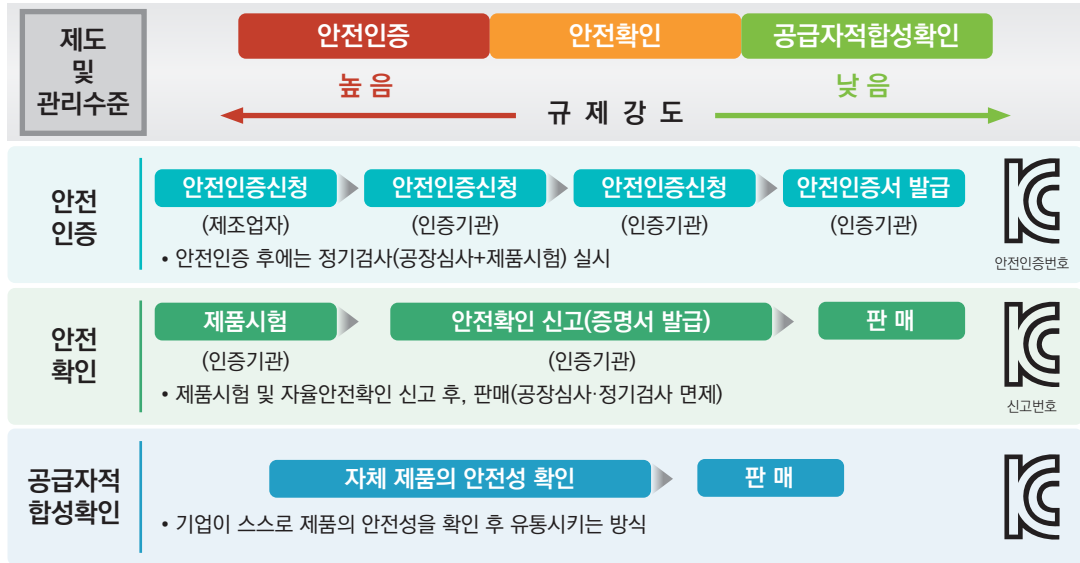 제도
및
관리수준
안전인증 안전확인 공급자적합성확인
높 음 낮 음
규 제 강 도
안전
인증
안전인증신청 안전인증신청 안전인증신청 안전인증서 발급
(제조업자) (인증기관) (인증기관) (인증기관)
• 안전인증 후에는 정기검사(공장심사+제품시험) 실시
안전인증번호
안전
확인
제품시험 안전확인 신고(증명서 발급) 판 매
(인증기관) (인증기관)
• 제품시험 및 자율안전확인 신고 후, 판매(공장심사·정기검사 면제)
신고번호
공급자적
합성확인
자체 제품의 안전성 확인 판 매
• 기업이 스스로 제품의 안전성을 확인 후 유통시키는 방식